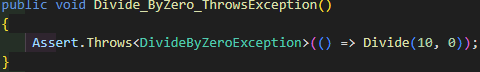 public void Divide_ByZero_ThrowsException()
{
    Assert.Throws<DivideByZeroException>(() => Divide(10, 0));
}